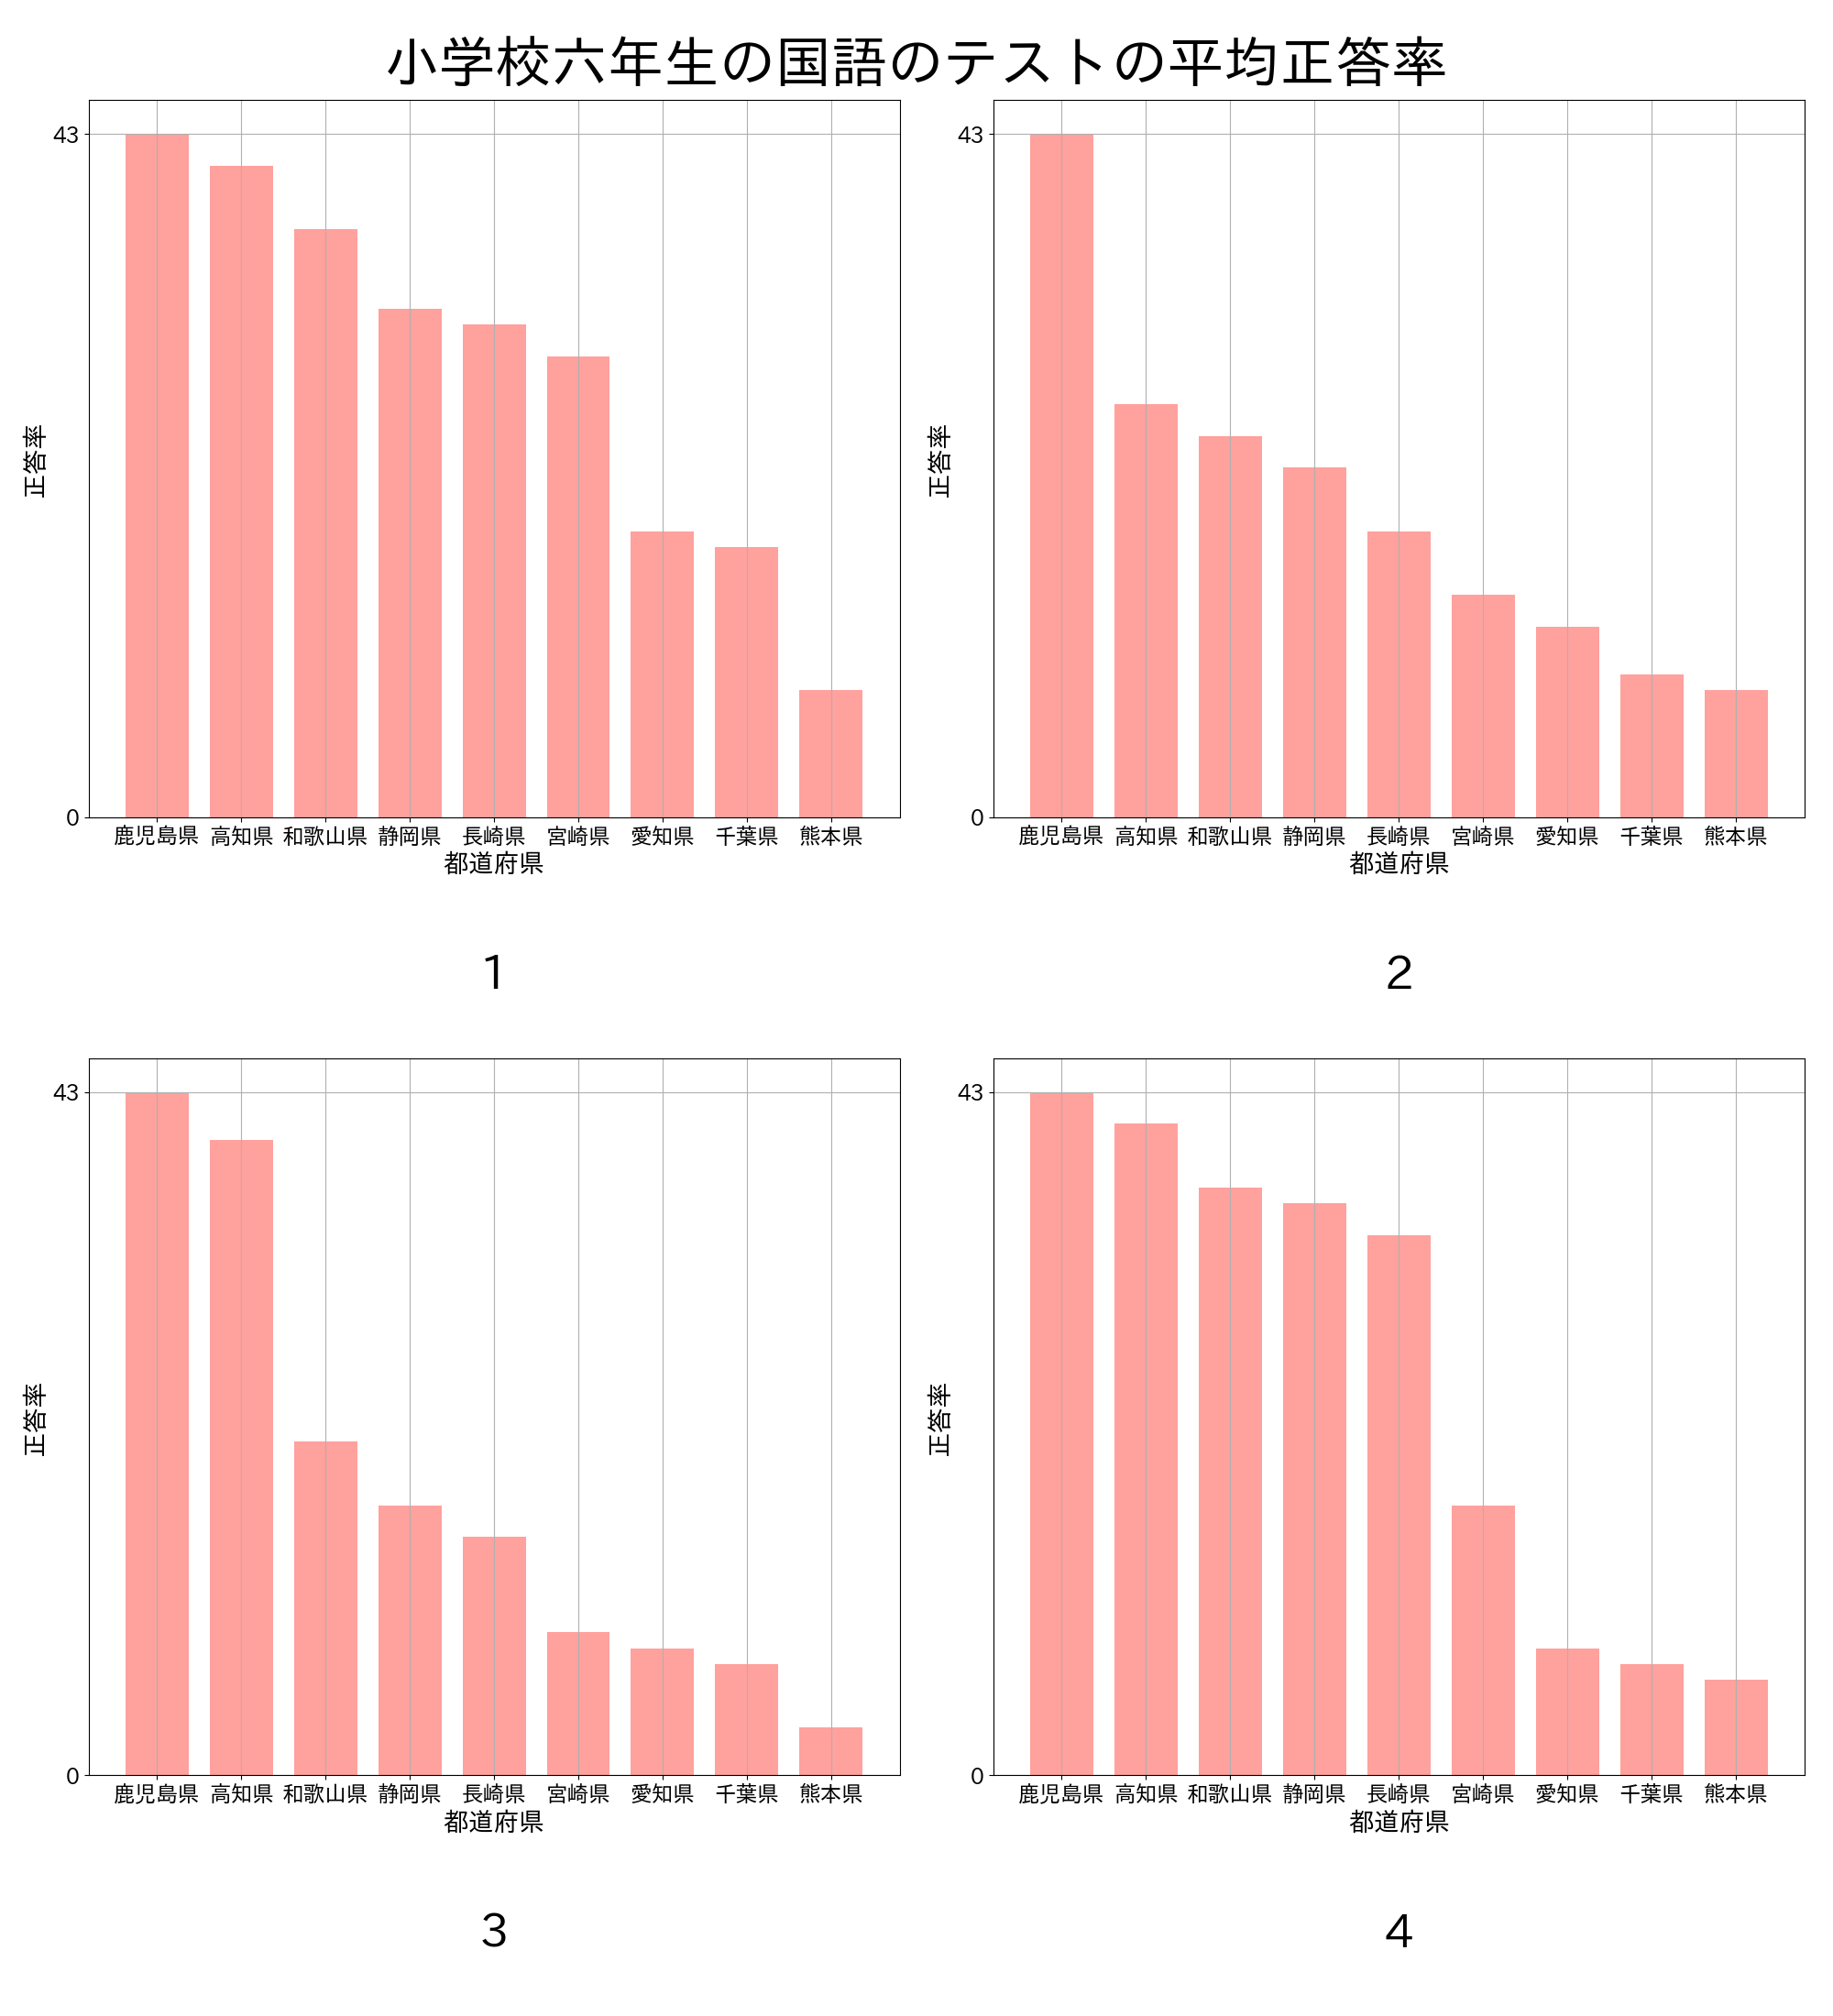 小学校六年生の国語のテストの平均正答率
43
0
正答率
鹿児島県 高知県 和歌山県 静岡県 長崎県 宮崎県 愛知県 千葉県 熊本県
都道府県
1
43
0
正答率
鹿児島県 高知県 和歌山県 静岡県 長崎県 宮崎県 愛知県 千葉県 熊本県
都道府県
2
43
0
正答率
鹿児島県 高知県 和歌山県 静岡県 長崎県 宮崎県 愛知県 千葉県 熊本県
都道府県
3
43
0
正答率
鹿児島県 高知県 和歌山県 静岡県 長崎県 宮崎県 愛知県 千葉県 熊本県
都道府県
4